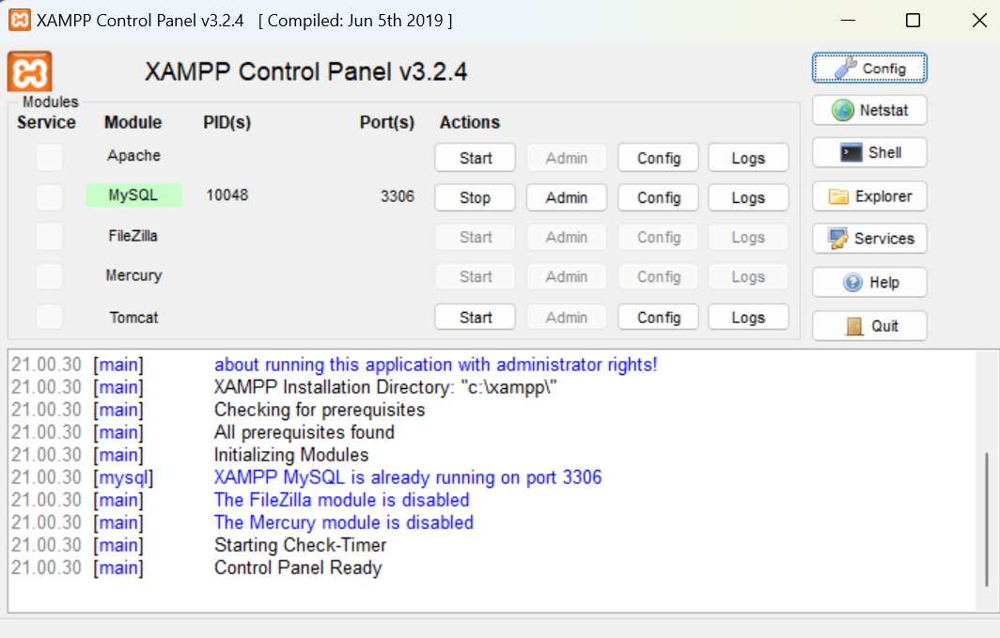 XAMPP Control Panel v3.2.4 [ Compiled: Jun 5th 2019 ]
XAMPP Control Panel v3.2.4
Config
Modules
Service Module PID(s) Port(s) Actions
Netstat
Apache Start Admin Config Logs
Shell
MySQL 10048 3306 Stop Admin Config Logs
Explorer
FileZilla Start Admin Config Logs
Services
Mercury Start Admin Config Logs
Help
Tomcat Start Admin Config Logs
Quit
21.00.30 [main] about running this application with administrator rights!
21.00.30 [main] XAMPP Installation Directory: "c:\xampp\"
21.00.30 [main] Checking for prerequisites
21.00.30 [main] All prerequisites found
21.00.30 [main] Initializing Modules
21.00.30 [mysql] XAMPP MySQL is already running on port 3306
21.00.30 [main] The FileZilla module is disabled
21.00.30 [main] The Mercury module is disabled
21.00.30 [main] Starting Check-Timer
21.00.30 [main] Control Panel Ready